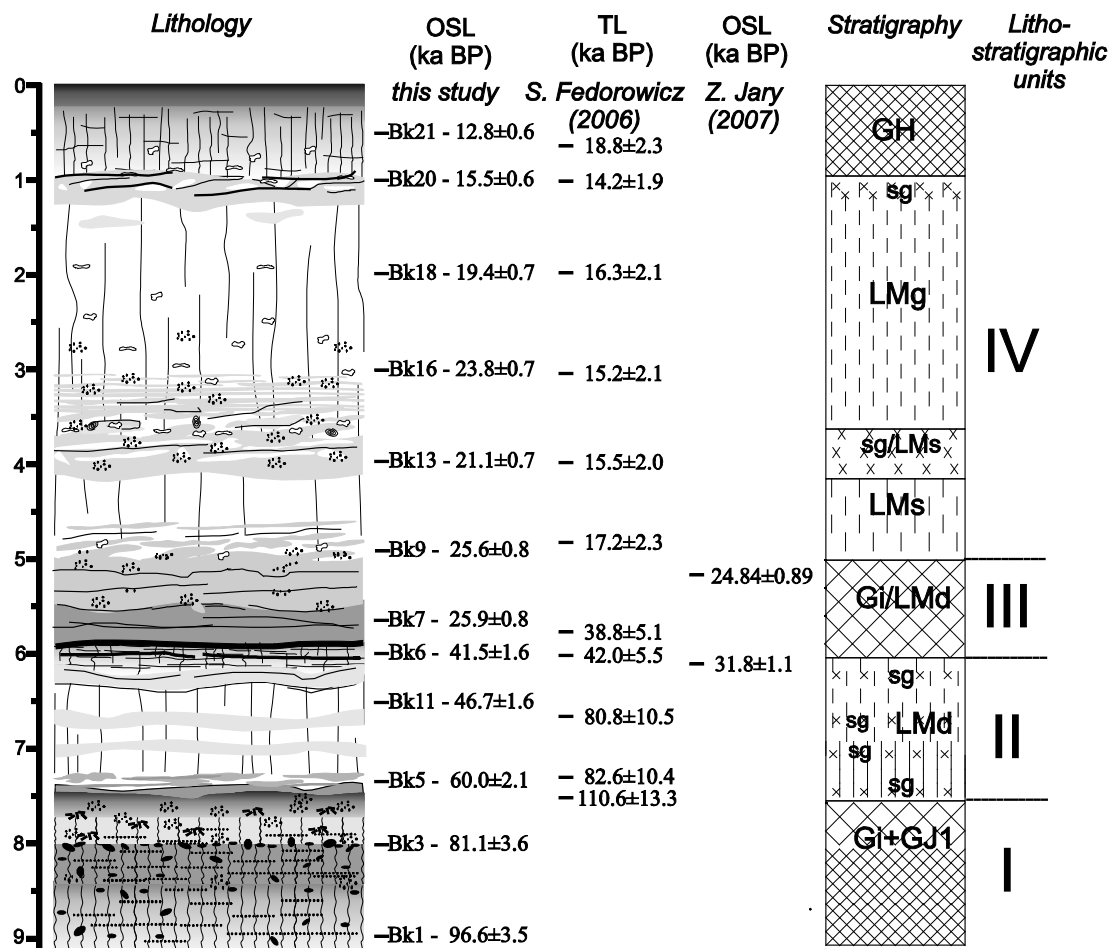 Lithology
OSL
(ka BP)
this study
TL
(ka BP)
S. Fedorowicz
(2006)
OSL
(ka BP)
Z. Jary
(2007)
Stratigraphy
Litho-
stratigraphic
units
0
1
2
3
4
5
6
7
8
9
Bk21 - 12.8±0.6
Bk20 - 15.5±0.6
Bk18 - 19.4±0.7
Bk16 - 23.8±0.7
Bk13 - 21.1±0.7
Bk9 - 25.6±0.8
Bk7 - 25.9±0.8
Bk6 - 41.5±1.6
Bk11 - 46.7±1.6
Bk5 - 60.0±2.1
Bk3 - 81.1±3.6
Bk1 - 96.6±3.5
18.8±2.3
14.2±1.9
16.3±2.1
15.2±2.1
15.5±2.0
17.2±2.3
38.8±5.1
42.0±5.5
80.8±10.5
82.6±10.4
110.6±13.3
24.84±0.89
31.8±1.1
GH
sg
LMg
sg/LMs
LMs
Gi/LMd
sg
sg LMd
sg
sg
Gi+GJ1
IV
III
II
I